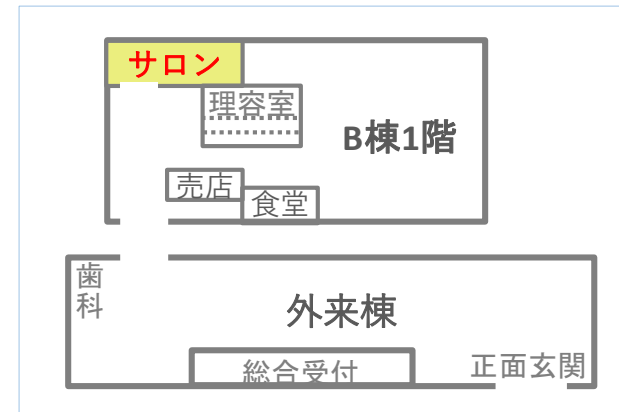 サロン
理容室
B棟1階
売店
食堂
歯科
外来棟
総合受付
正面玄関